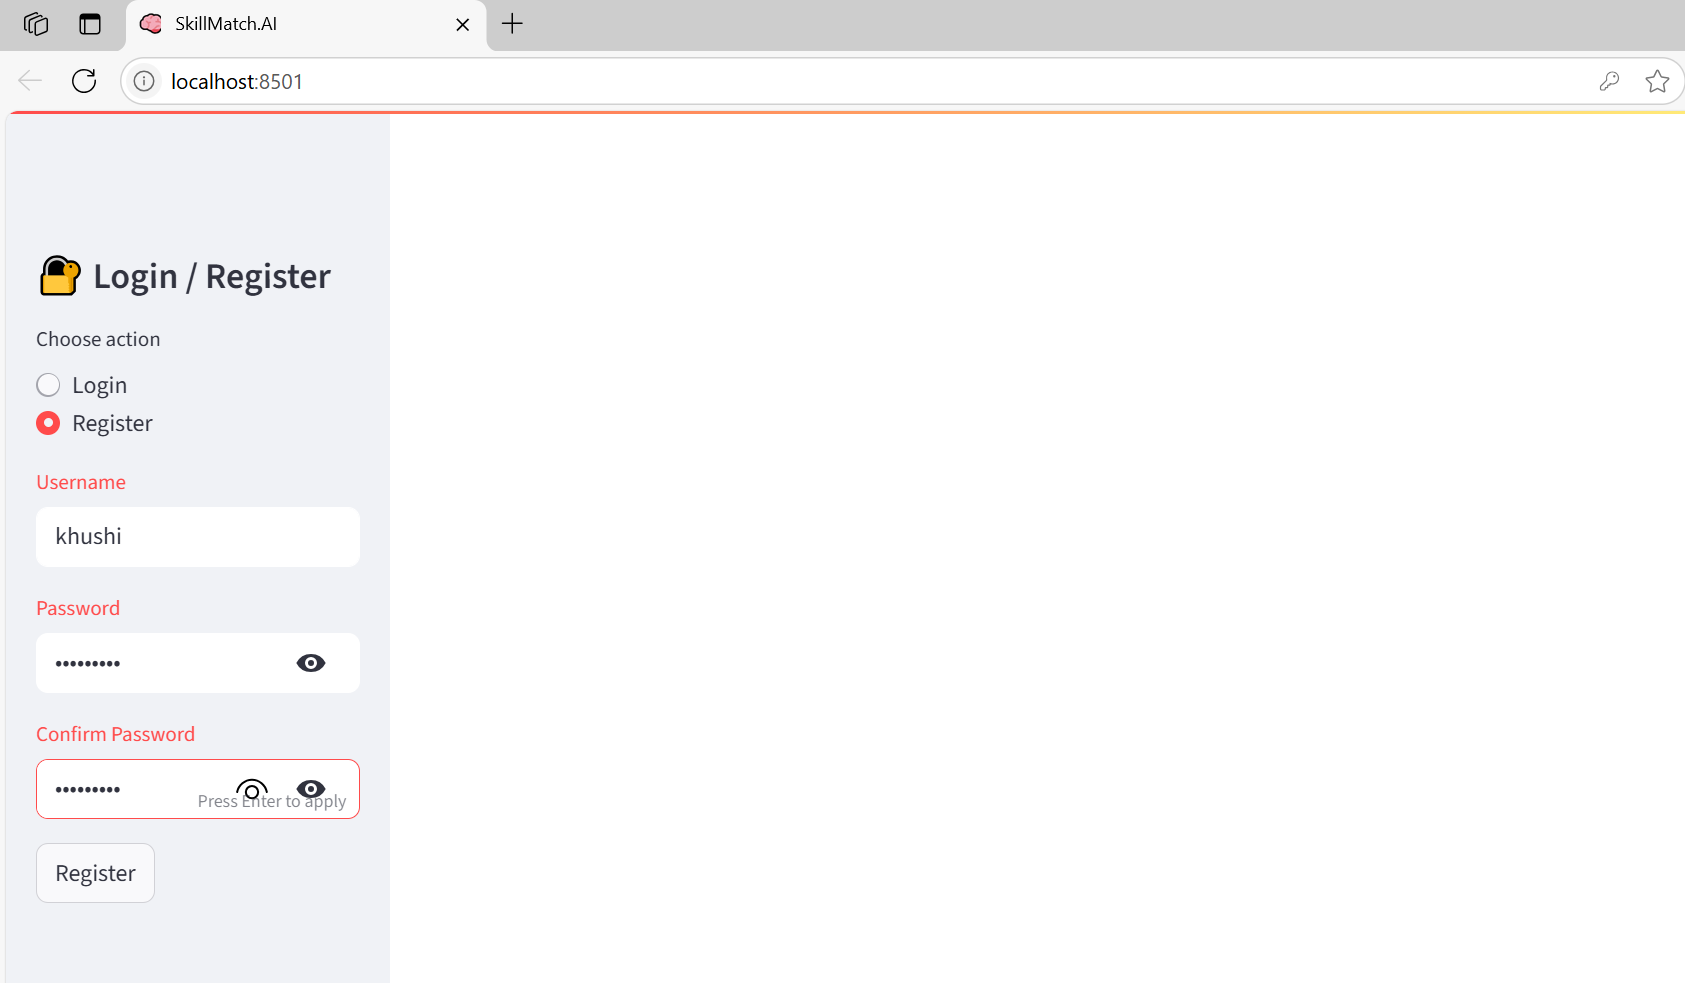 SkillMatch.AI
localhost:8501
Login / Register
Choose action
Login
Register
Username
khushi
Password
•••••••••
Confirm Password
•••••••••
Press Enter to apply
Register